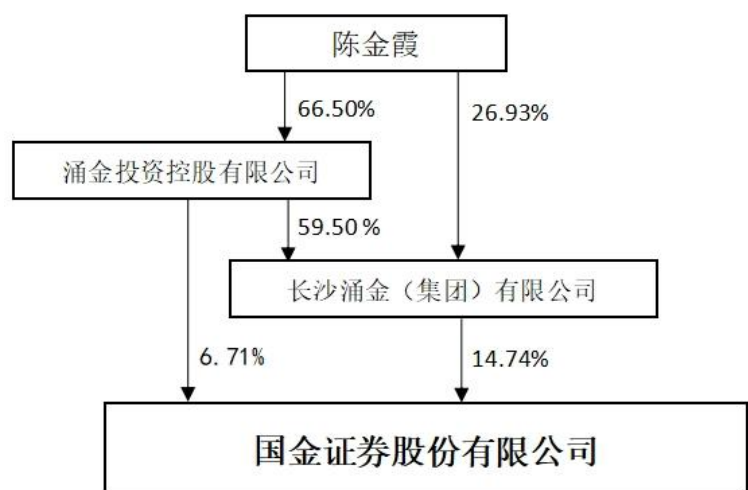 陈金霞
66.50%
26.93%
涌金投资控股有限公司
59.50%
长沙涌金（集团）有限公司
6.71%
14.74%
国金证券股份有限公司